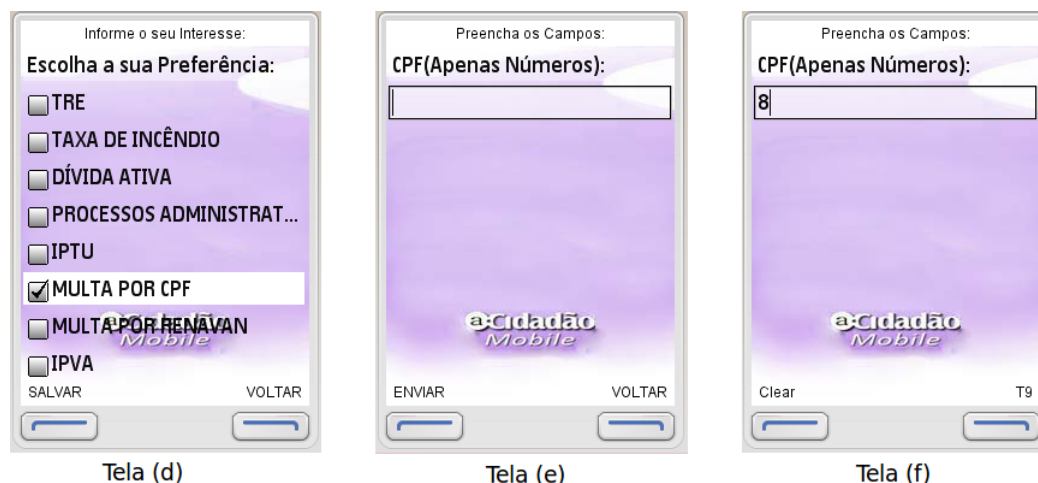 Informe o seu Interesse:
Escolha a sua Preferência:
TRE
TAXA DE INCÊNDIO
DÍVIDA ATIVA
PROCESSOS ADMINISTRAT...
IPTU
MULTA POR CPF
MULTA POR RENAVAN
a:Cidadão
Mobile
IPVA
SALVAR VOLTAR
Tela (d)
Preencha os Campos:
CPF(Apenas Números):
a:Cidadão
Mobile
ENVIAR VOLTAR
Tela (e)
Preencha os Campos:
CPF(Apenas Números):
8
a:Cidadão
Mobile
Clear T9
Tela (f)